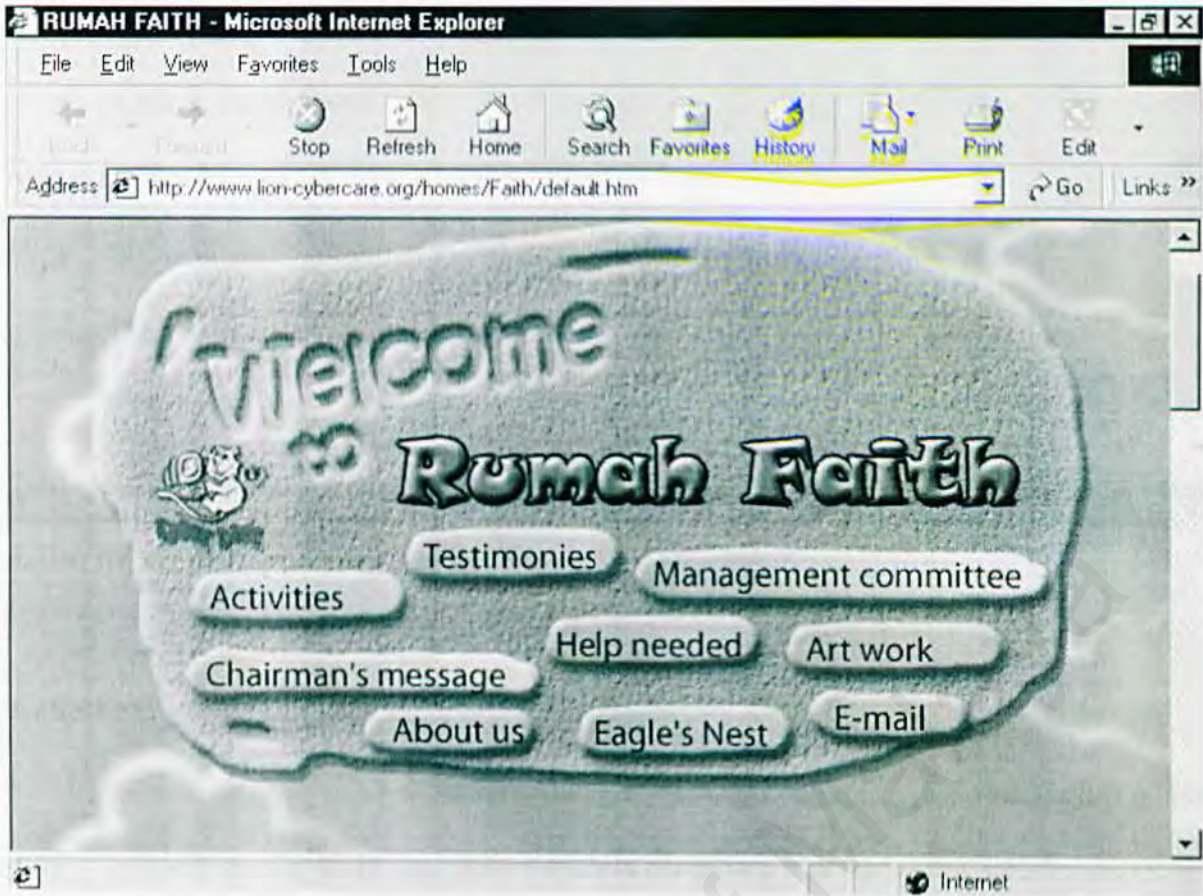 RUMAH FAITH - Microsoft Internet Explorer
File Edit View Favorites Tools Help
Stop Refresh Home Search Favorites History Mail Print Edit
Address http://www.lion-cybercare.org/homes/Faith/default.htm Go Links »
Welcome
Rumah Faith
Testimonies
Management committee
Activities
Help needed
Art work
Chairman's message
E-mail
About us
Eagle's Nest
Internet